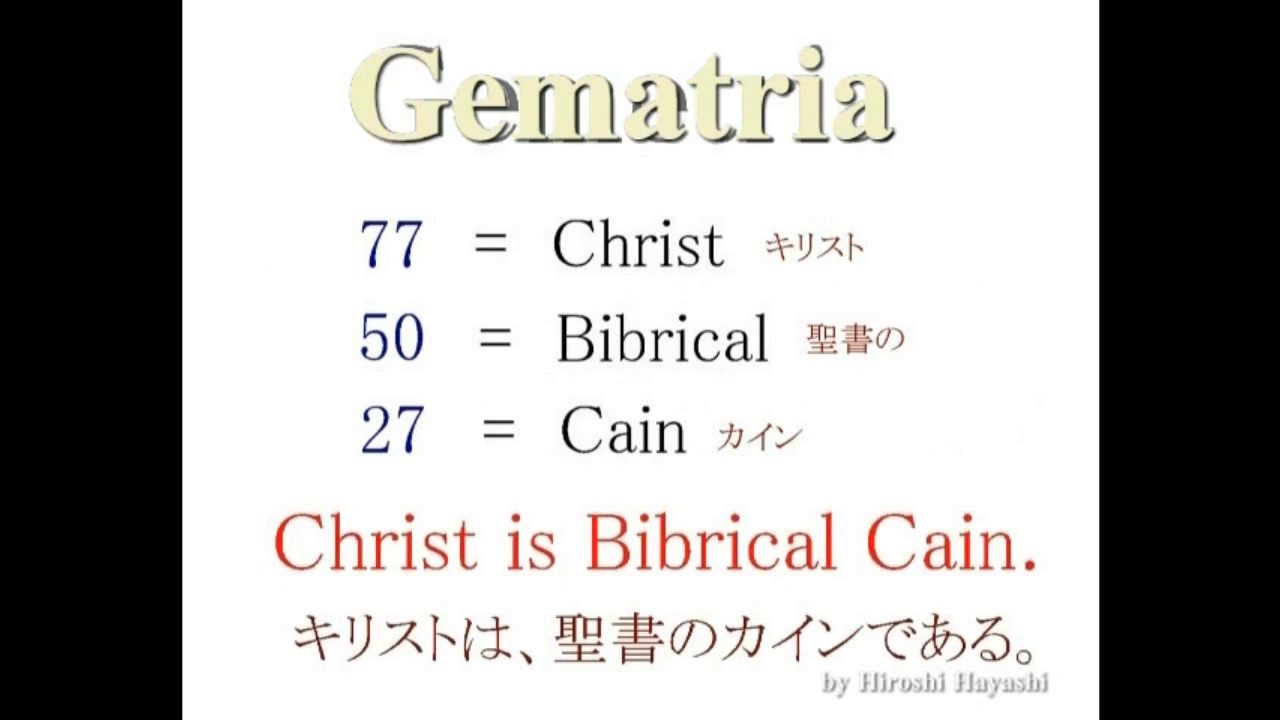 Gematria
77 = Christ キリスト
50 = Bibrical 聖書の
27 = Cain カイン
Christ is Bibrical Cain.
キリストは、聖書のカインである。
by Hiroshi Hayashi